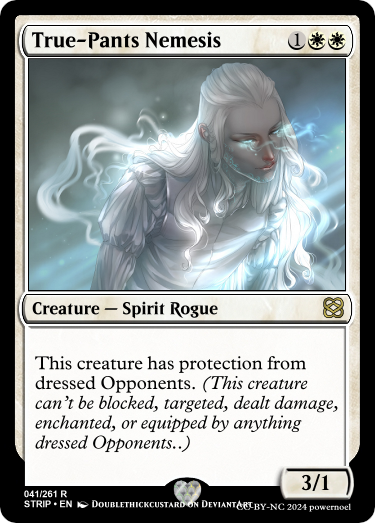 True-Pants Nemesis 1
Creature — Spirit Rogue
This creature has protection from
dressed Opponents. (This creature
can't be blocked, targeted, dealt damage,
enchanted, or equipped by anything
dressed Opponents..)
3/1
041/261 R
STRIP • EN DOUBLETHICKCUSTARD ON DEVIANTART CC-BY-NC 2024 powernoel